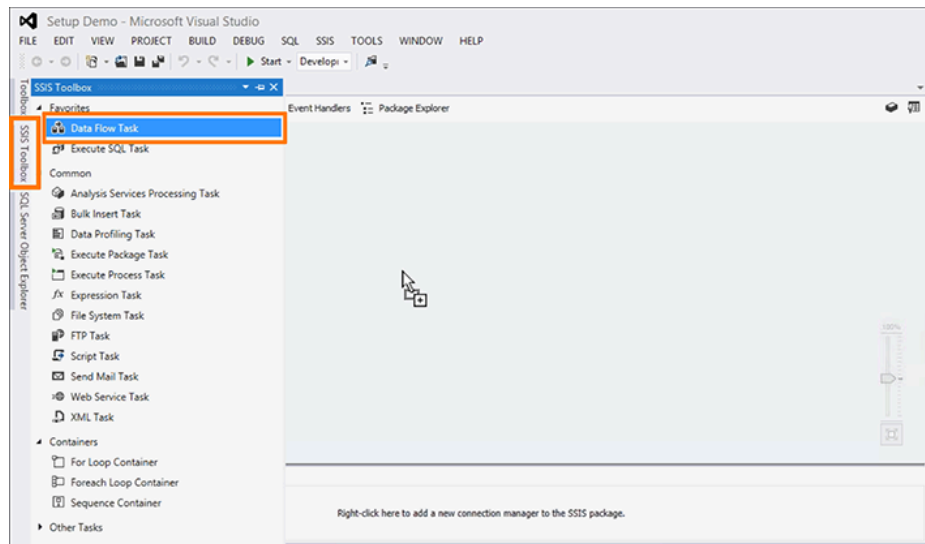 Setup Demo - Microsoft Visual Studio
FILE EDIT VIEW PROJECT BUILD DEBUG SQL SSIS TOOLS WINDOW HELP
Start Develop
Toolbox
SSIS Toolbox
SQL Server Object Explorer
SSIS Toolbox
Favorites
Data Flow Task
Execute SQL Task
Common
Analysis Services Processing Task
Bulk Insert Task
Data Profiling Task
Execute Package Task
Execute Process Task
Expression Task
File System Task
FTP Task
Script Task
Send Mail Task
Web Service Task
XML Task
Containers
For Loop Container
Foreach Loop Container
Sequence Container
Other Tasks
Event Handlers Package Explorer
100%
Right-click here to add a new connection manager to the SSIS package.